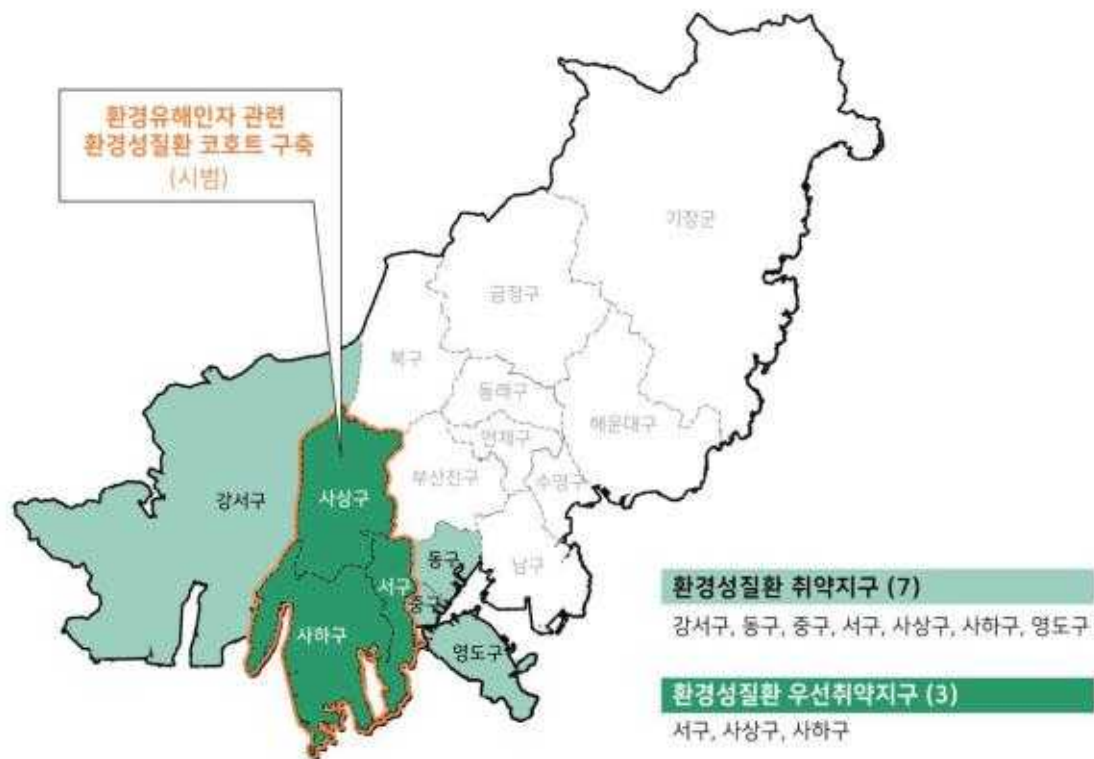 환경유해인자 관련
환경성질환 코호트 구축
(시범)
기장군
금정구
북구
동래구
연제구
해운대구
부산진구
수영구
강서구
사상구
동구
남구
서구
중구
사하구
영도구
환경성질환 취약지구 (7)
강서구, 동구, 중구, 서구, 사상구, 사하구, 영도구
환경성질환 우선취약지구 (3)
서구, 사상구, 사하구